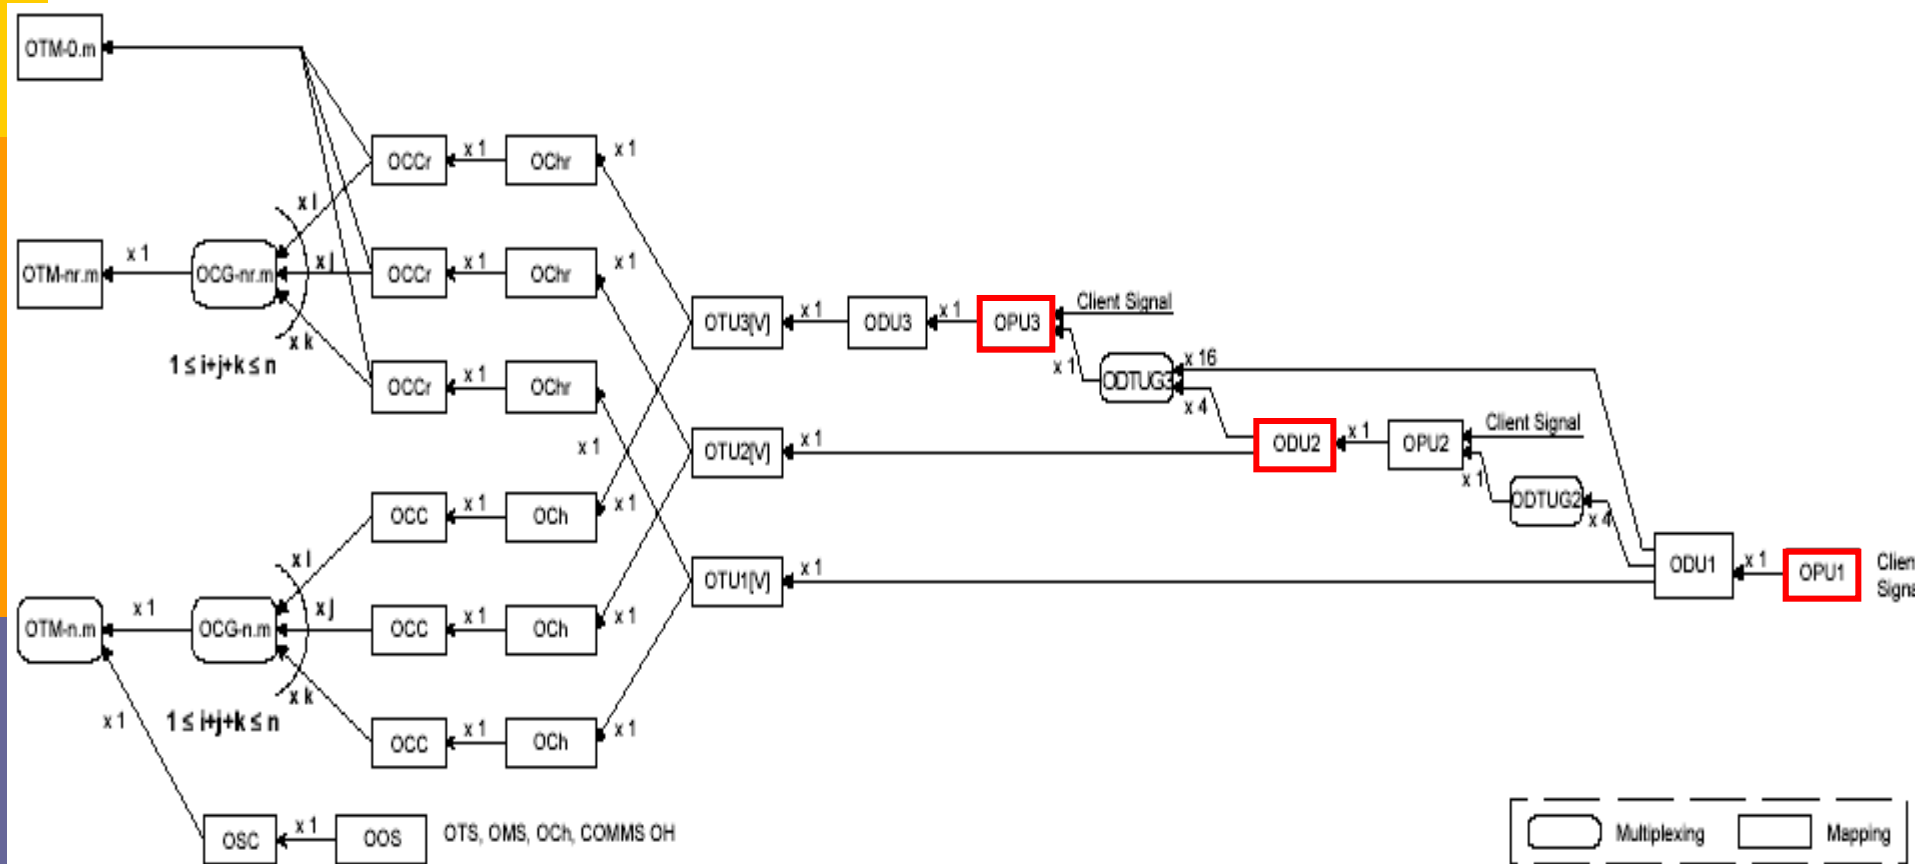 OTM-0.m
x 1
OCCr
x 1
OChr
x 1
x i
OTM-nr.m
x 1
OCG-nr.m
x j
OCCr
x 1
OChr
x 1
x k
1 ≤ i+j+k ≤ n
OCCr
x 1
OChr
x 1
OTU3[V]
x 1
ODU3
x 1
OPU3
Client Signal
x 1
ODTUG3
x 16
x 4
OTU2[V]
x 1
ODU2
x 1
OPU2
Client Signal
x 1
ODTUG2
x 4
OTU1[V]
x 1
ODU1
x 1
OPU1
OCC
x 1
OCh
x 1
x i
OTM-n.m
x 1
OCG-n.m
x j
OCC
x 1
OCh
x 1
x k
1 ≤ i+j+k ≤ n
OCC
x 1
OCh
x 1
OSC
x 1
OOS
OTS, OMS, OCh, COMMS OH
Multiplexing
Mapping